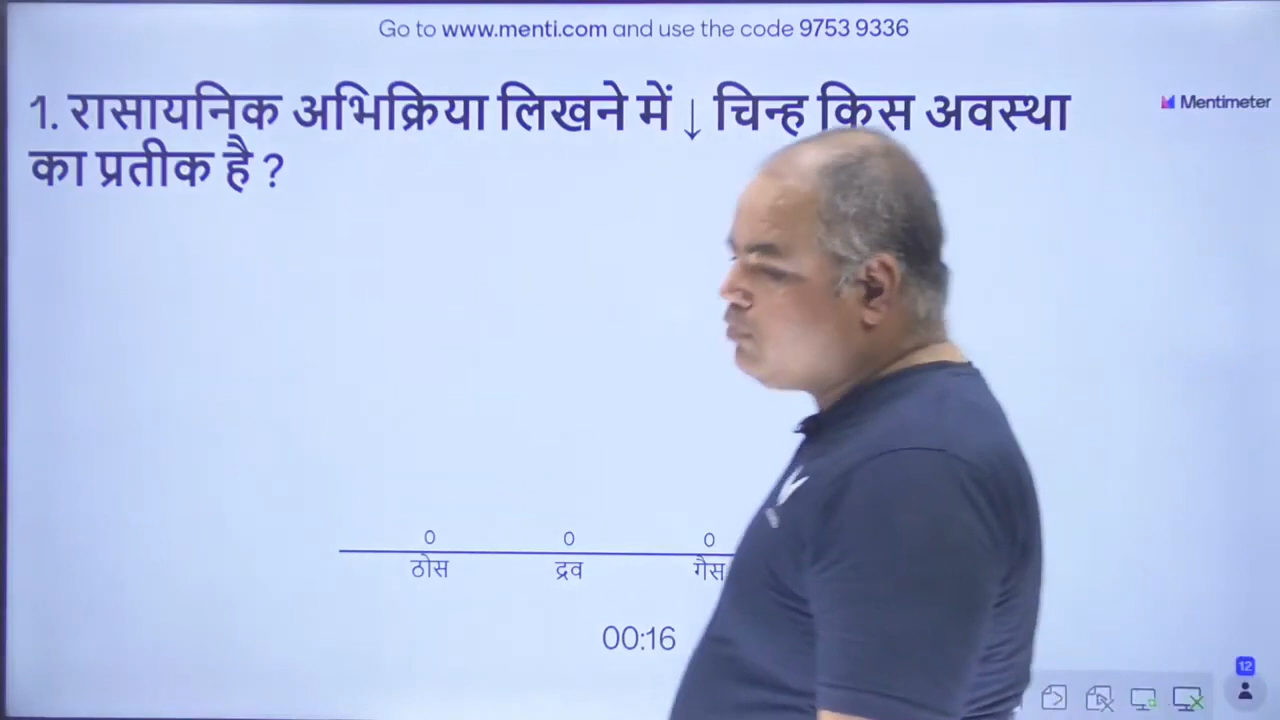 Go to www.menti.com and use the code 9753 9336
1. रासायनिक अभिक्रिया लिखने में ↓ चिन्ह किस अवस्था
का प्रतीक है ?
Mentimeter
0 0 0
ठोस द्रव गैस
00:16
12